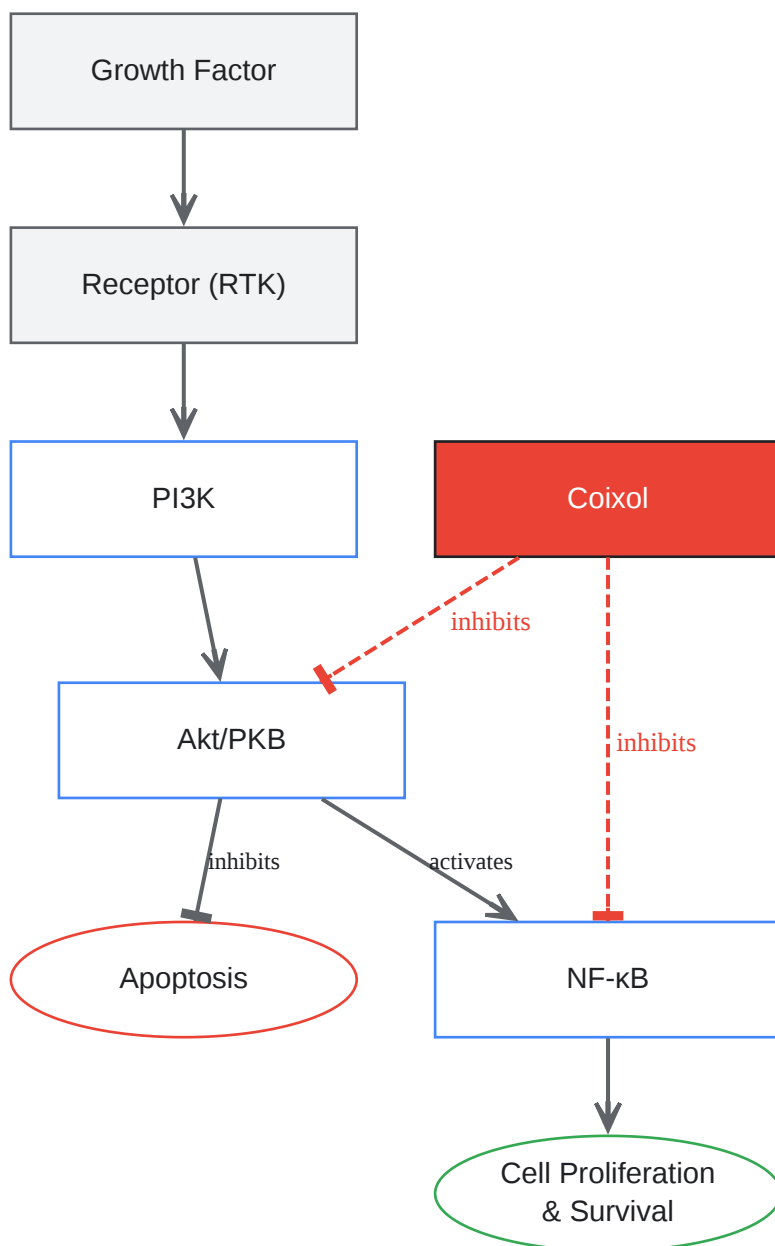 Growth Factor
Receptor (RTK)
PI3K
Coixol
inhibits
Akt/PKB
inhibits
inhibits
activates
Apoptosis
NF-κB
Cell Proliferation
& Survival